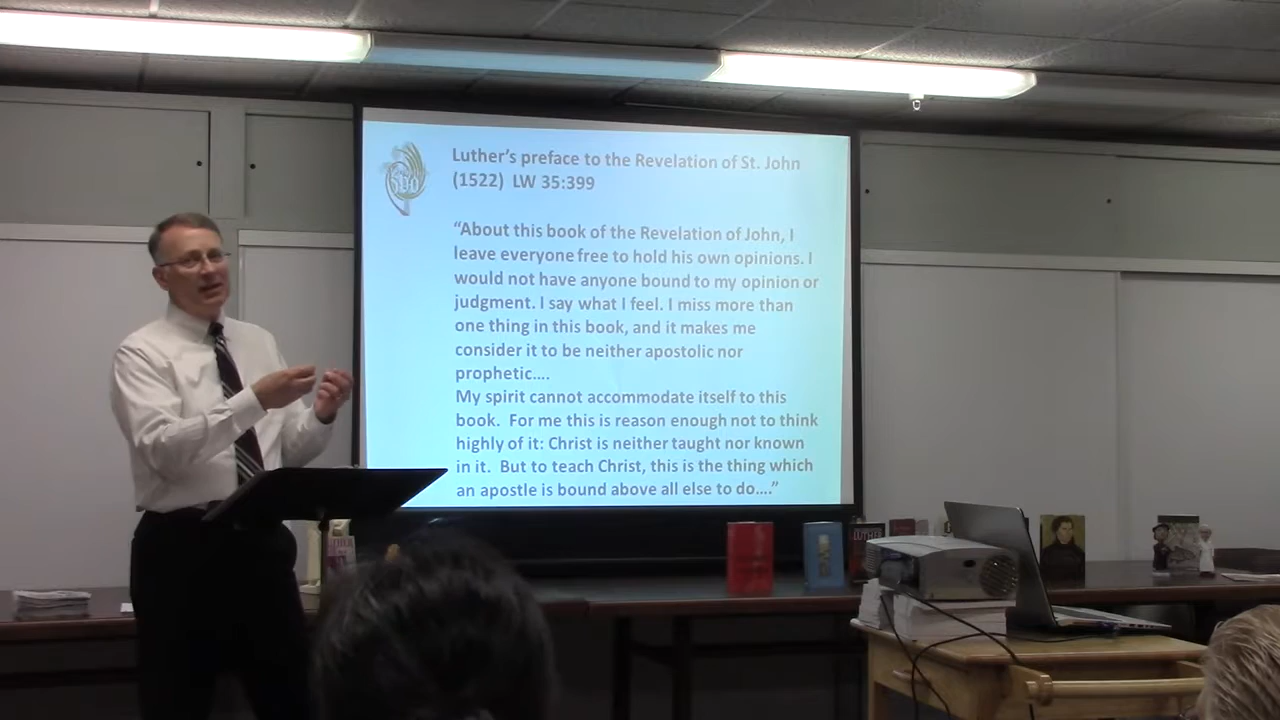 Luther’s preface to the Revelation of St. John
(1522) LW 35:399
“About this book of the Revelation of John, I
leave everyone free to hold his own opinions. I
would not have anyone bound to my opinion or
judgment. I say what I feel. I miss more than
one thing in this book, and it makes me
consider it to be neither apostolic nor
prophetic….
My spirit cannot accommodate itself to this
book. For me this is reason enough not to think
highly of it: Christ is neither taught nor known
in it. But to teach Christ, this is the thing which
an apostle is bound above all else to do….”
LUTHER